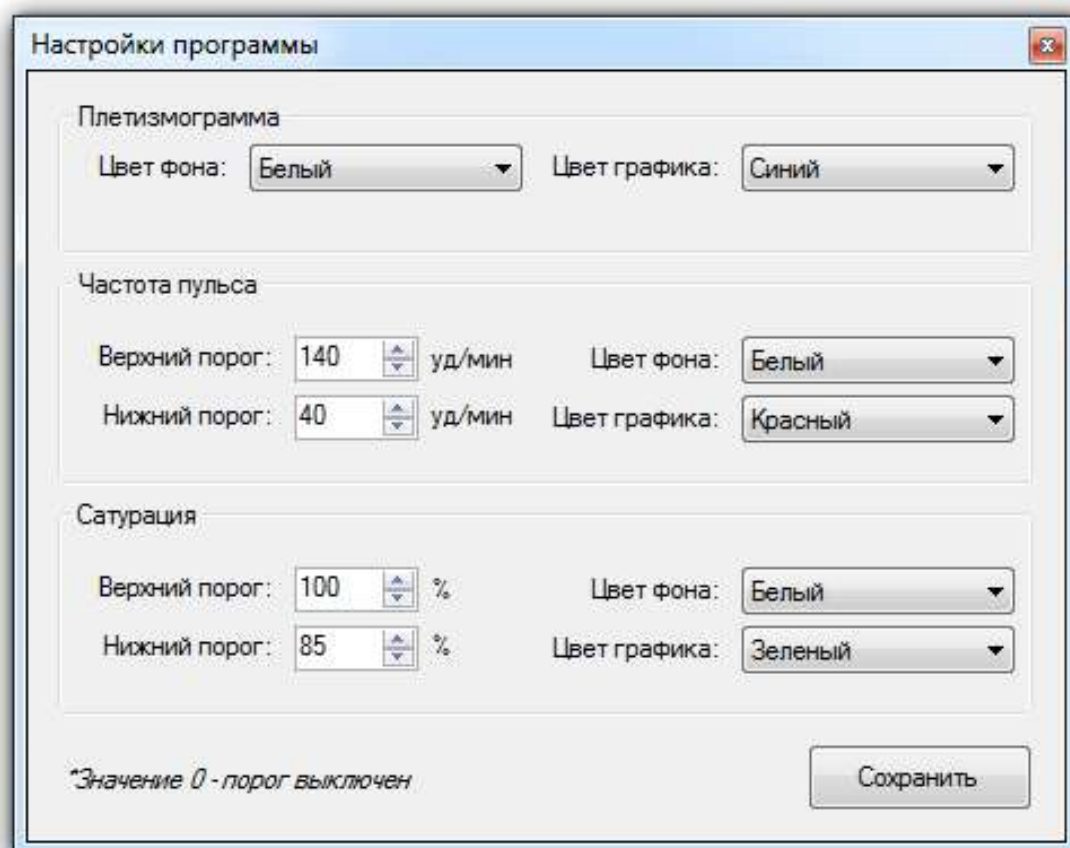 Настройки программы
Плетизмограмма
Цвет фона: Белый Цвет графика: Синий
Частота пульса
Верхний порог: 140 уд/мин Цвет фона: Белый
Нижний порог: 40 уд/мин Цвет графика: Красный
Сатурация
Верхний порог: 100 % Цвет фона: Белый
Нижний порог: 85 % Цвет графика: Зеленый
*Значение 0 - порог выключен Сохранить